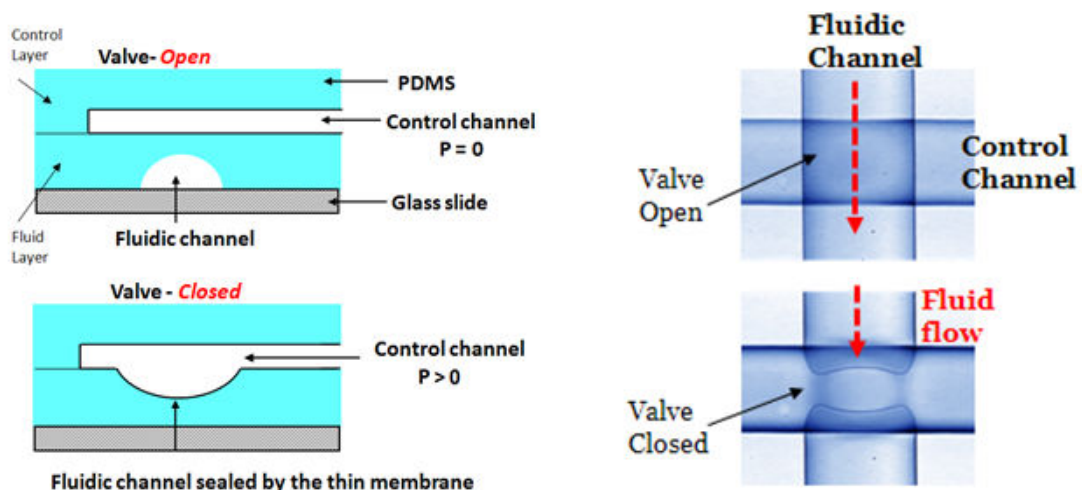 Control
Layer
Valve- Open
PDMS
Control channel
P = 0
Glass slide
Fluid
Layer
Fluidic channel
Valve - Closed
Control channel
P > 0
Fluidic channel sealed by the thin membrane
Fluidic
Channel
Valve
Open
Control
Channel
Fluid
flow
Valve
Closed